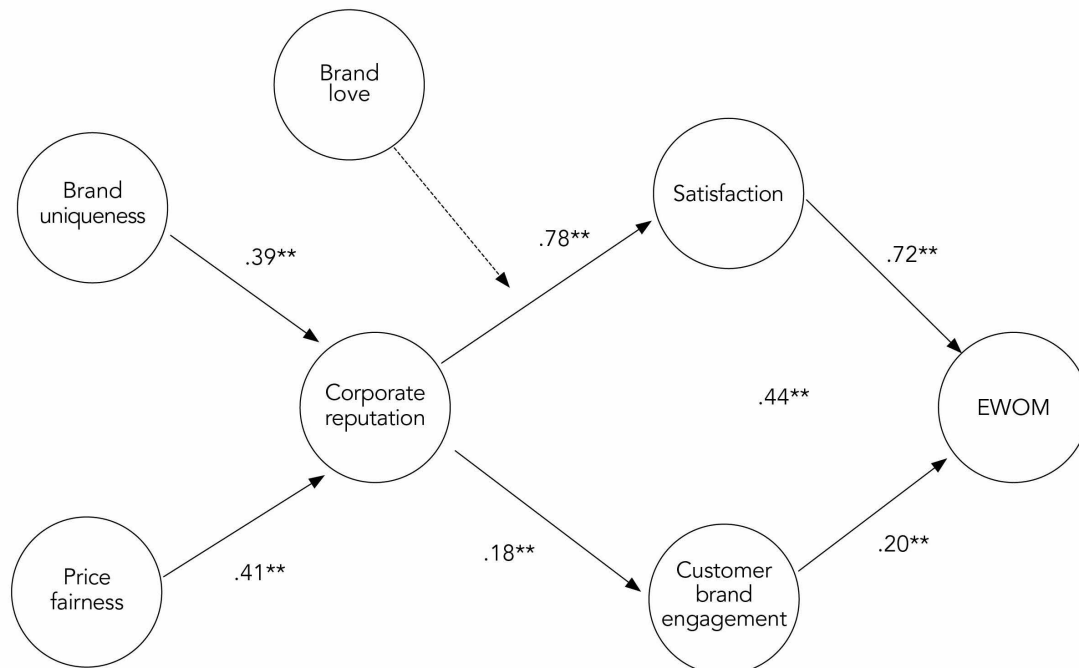 Brand
love
Brand
uniqueness
Satisfaction
.39**
.78**
.72**
Corporate
reputation
.44**
EWOM
Price
fairness
.41**
.18**
.20**
Customer
brand
engagement